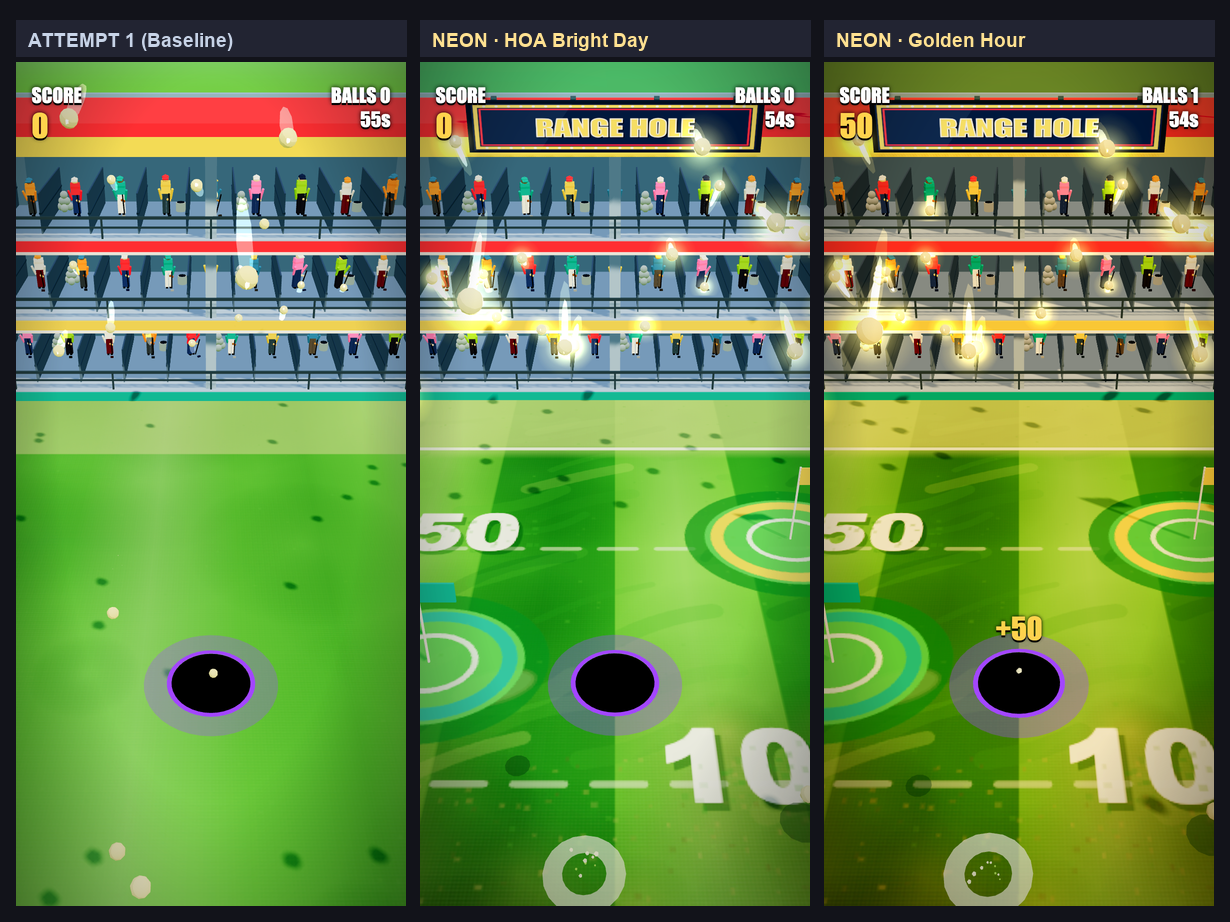 ATTEMPT 1 (Baseline)
SCORE
0
BALLS 0
55s
NEON · HOA Bright Day
SCORE
0
BALLS 0
54s
RANGE HOLE
50
10
NEON · Golden Hour
SCORE
50
BALLS 1
54s
RANGE HOLE
50
+50
10